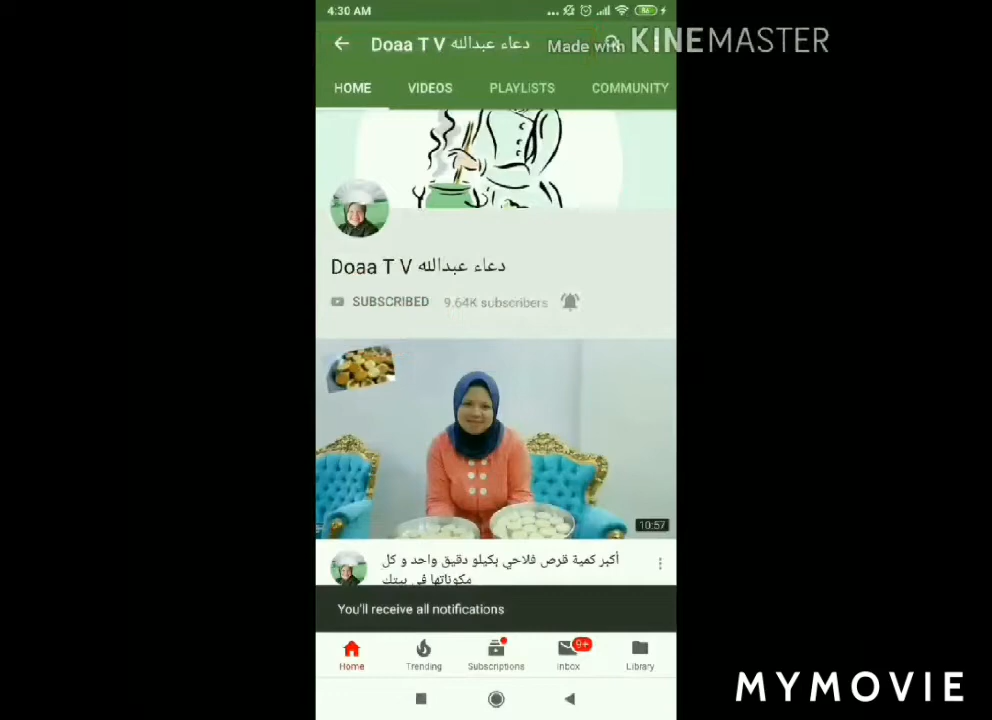 4:30 AM
Doaa T V دعاء عبدالله
Made with KINEMASTER
HOME VIDEOS PLAYLISTS COMMUNITY
Doaa T V دعاء عبدالله
SUBSCRIBED 9.64K subscribers
10:57
أكبر كمية قرص فلاحي بكيلو دقيق واحد و كل
مكوناتها في بيتك
You'll receive all notifications
9+
Home Trending Subscriptions Inbox Library
MYMOVIE